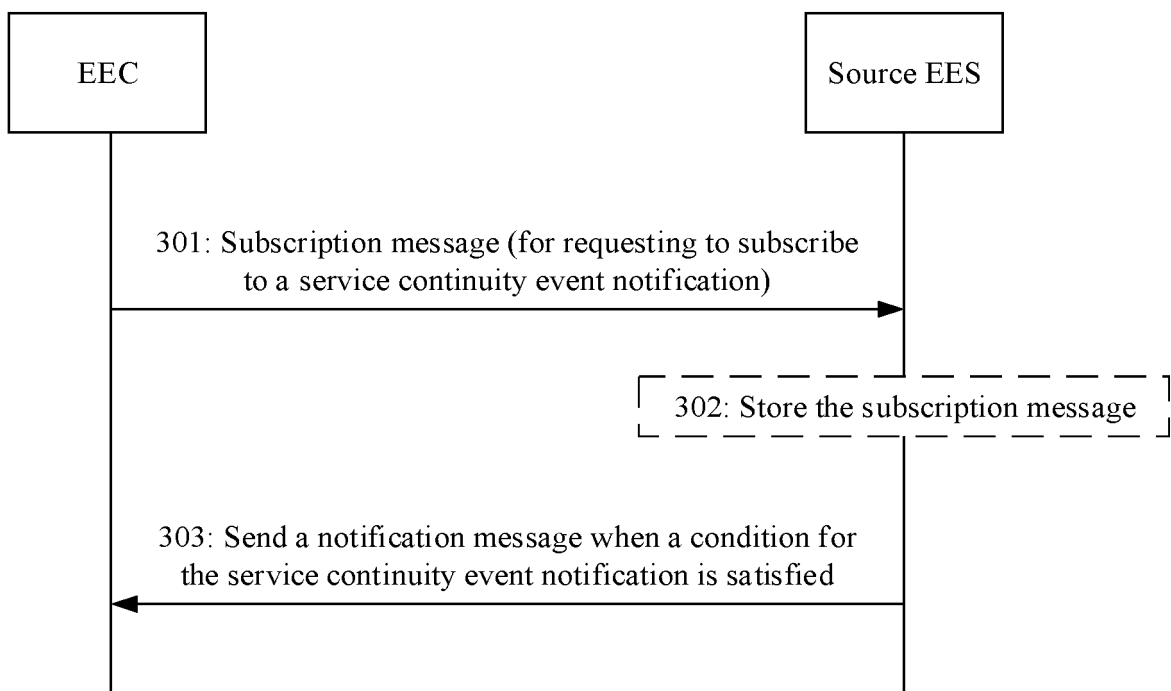 EEC
Source EES
301: Subscription message (for requesting to subscribe
to a service continuity event notification)
302: Store the subscription message
303: Send a notification message when a condition for
the service continuity event notification is satisfied